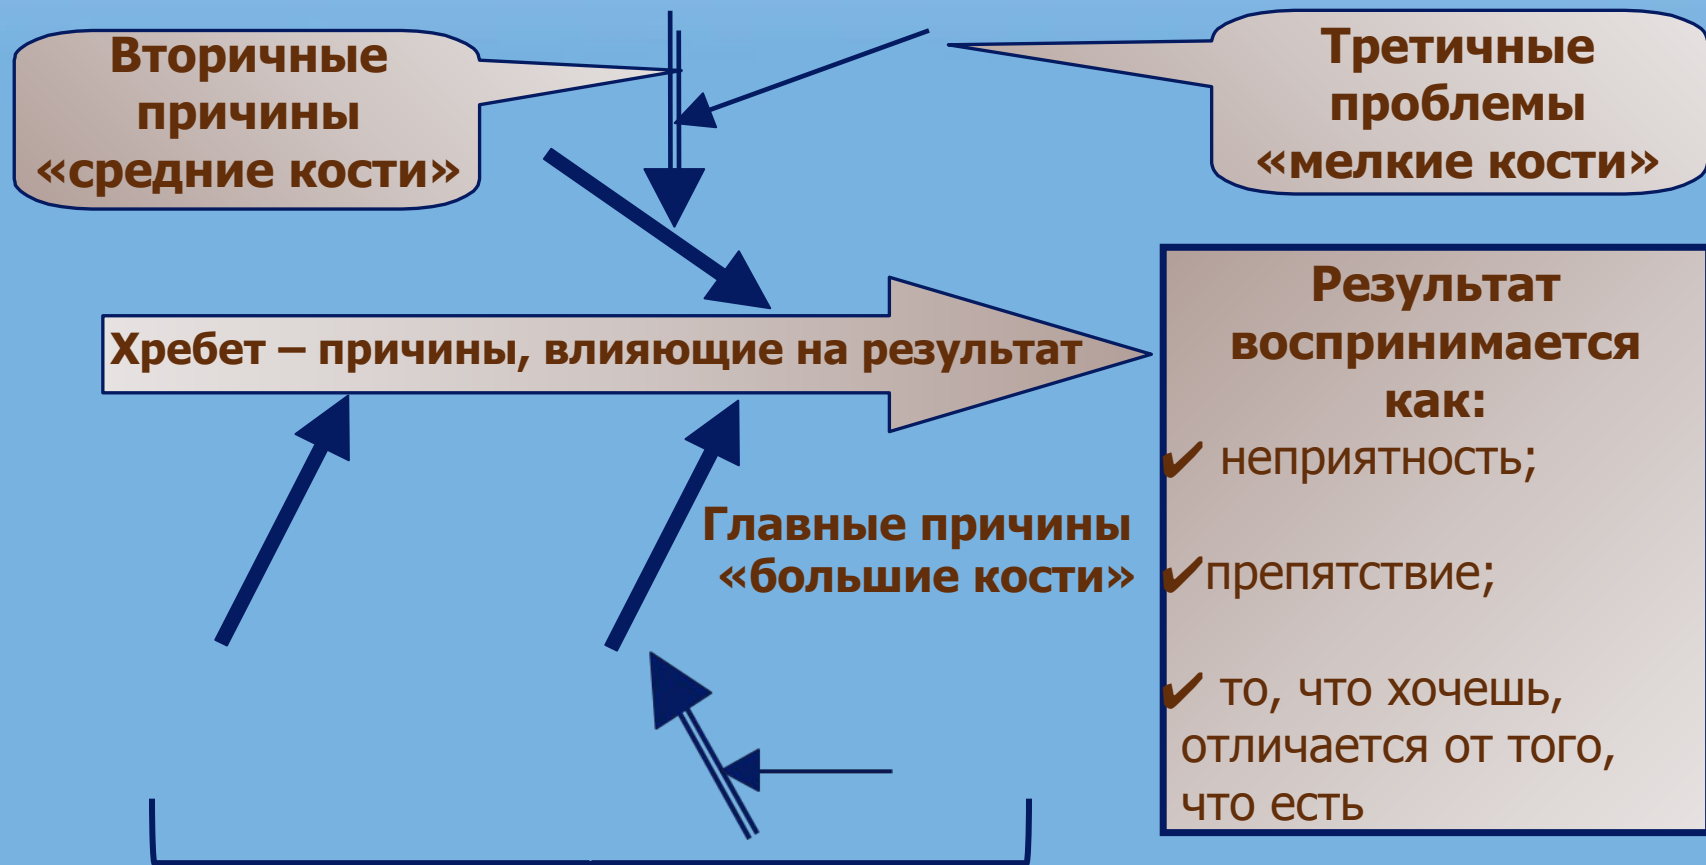 Вторичные
причины
«средние кости»
Третичные
проблемы
«мелкие кости»
Хребет – причины, влияющие на результат
Главные причины
«большие кости»
Результат
воспринимается
как:
✔ неприятность;
✔препятствие;
✔ то, что хочешь,
отличается от того,
что есть